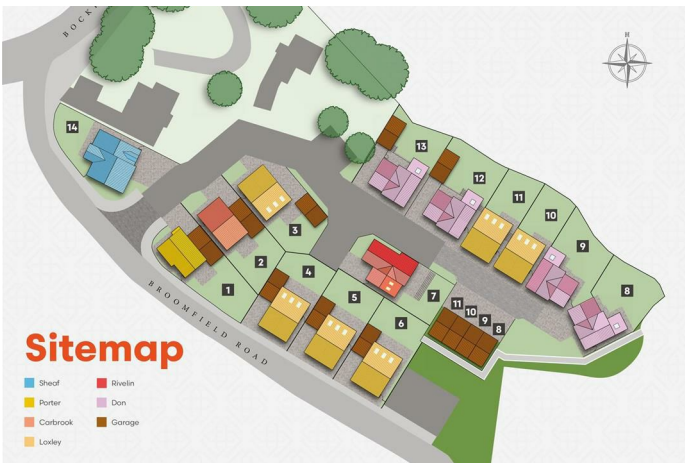 BOCK
N
14
13
12
11
10
9
8
3
2
1
4
5
6
7
11
10
9
8
BROOMFIELD ROAD
Sitemap
Sheaf
Rivelin
Porter
Don
Carbrook
Garage
Loxley